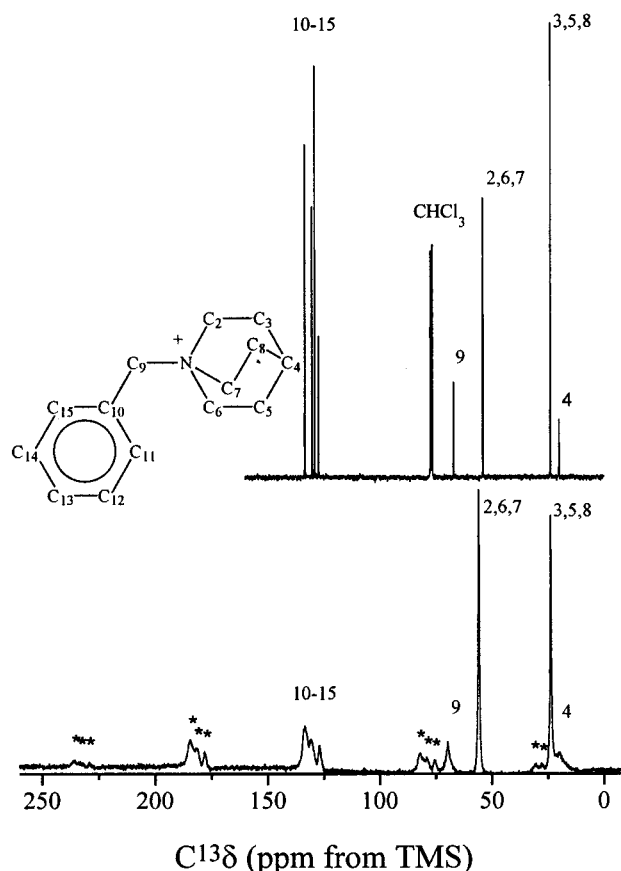 10-15
3,5,8
2,6,7
CHCl₃
9
4
+
C₂ C₃
C₈
C₉ N C₄
C₇
C₁₅ C₁₀ C₆ C₅
C₁₄ C₁₁
C₁₃ C₁₂
2,6,7
3,5,8
10-15
9
4
***
***
***
**
250 200 150 100 50 0
C¹³δ (ppm from TMS)